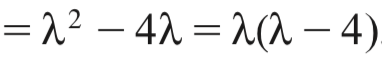 = λ² − 4λ = λ(λ − 4)